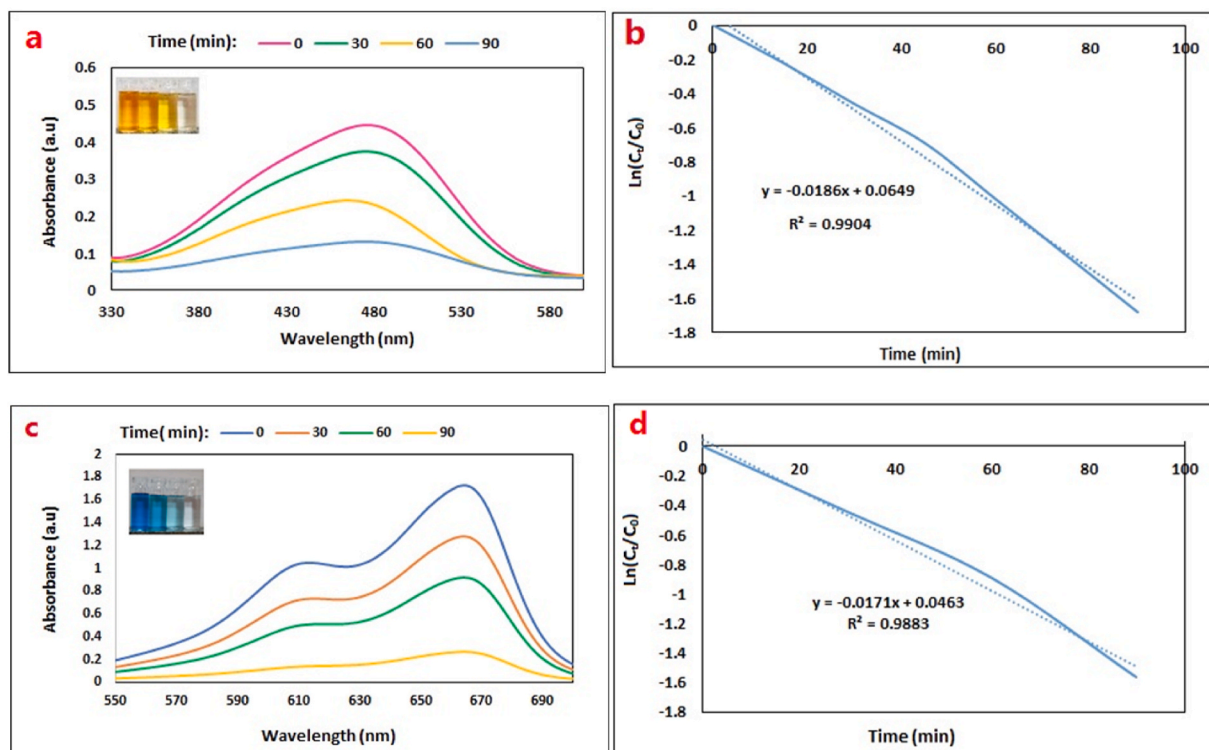 a
Time (min): 0 30 60 90
0.6
0.5
0.4
0.3
0.2
0.1
0
Absorbance (a.u)
330 380 430 480 530 580
Wavelength (nm)
b
0
-0.2
-0.4
-0.6
-0.8
-1
-1.2
-1.4
-1.6
-1.8
Ln(Cₜ/C₀)
0 20 40 60 80 100
y = -0.0186x + 0.0649
R² = 0.9904
Time (min)
c
Time( min): 0 30 60 90
2
1.8
1.6
1.4
1.2
1
0.8
0.6
0.4
0.2
0
Absorbance (a.u)
550 570 590 610 630 650 670 690
Wavelength (nm)
d
0
-0.2
-0.4
-0.6
-0.8
-1
-1.2
-1.4
-1.6
-1.8
Ln(Cₜ/C₀)
0 20 40 60 80 100
y = -0.0171x + 0.0463
R² = 0.9883
Time (min)